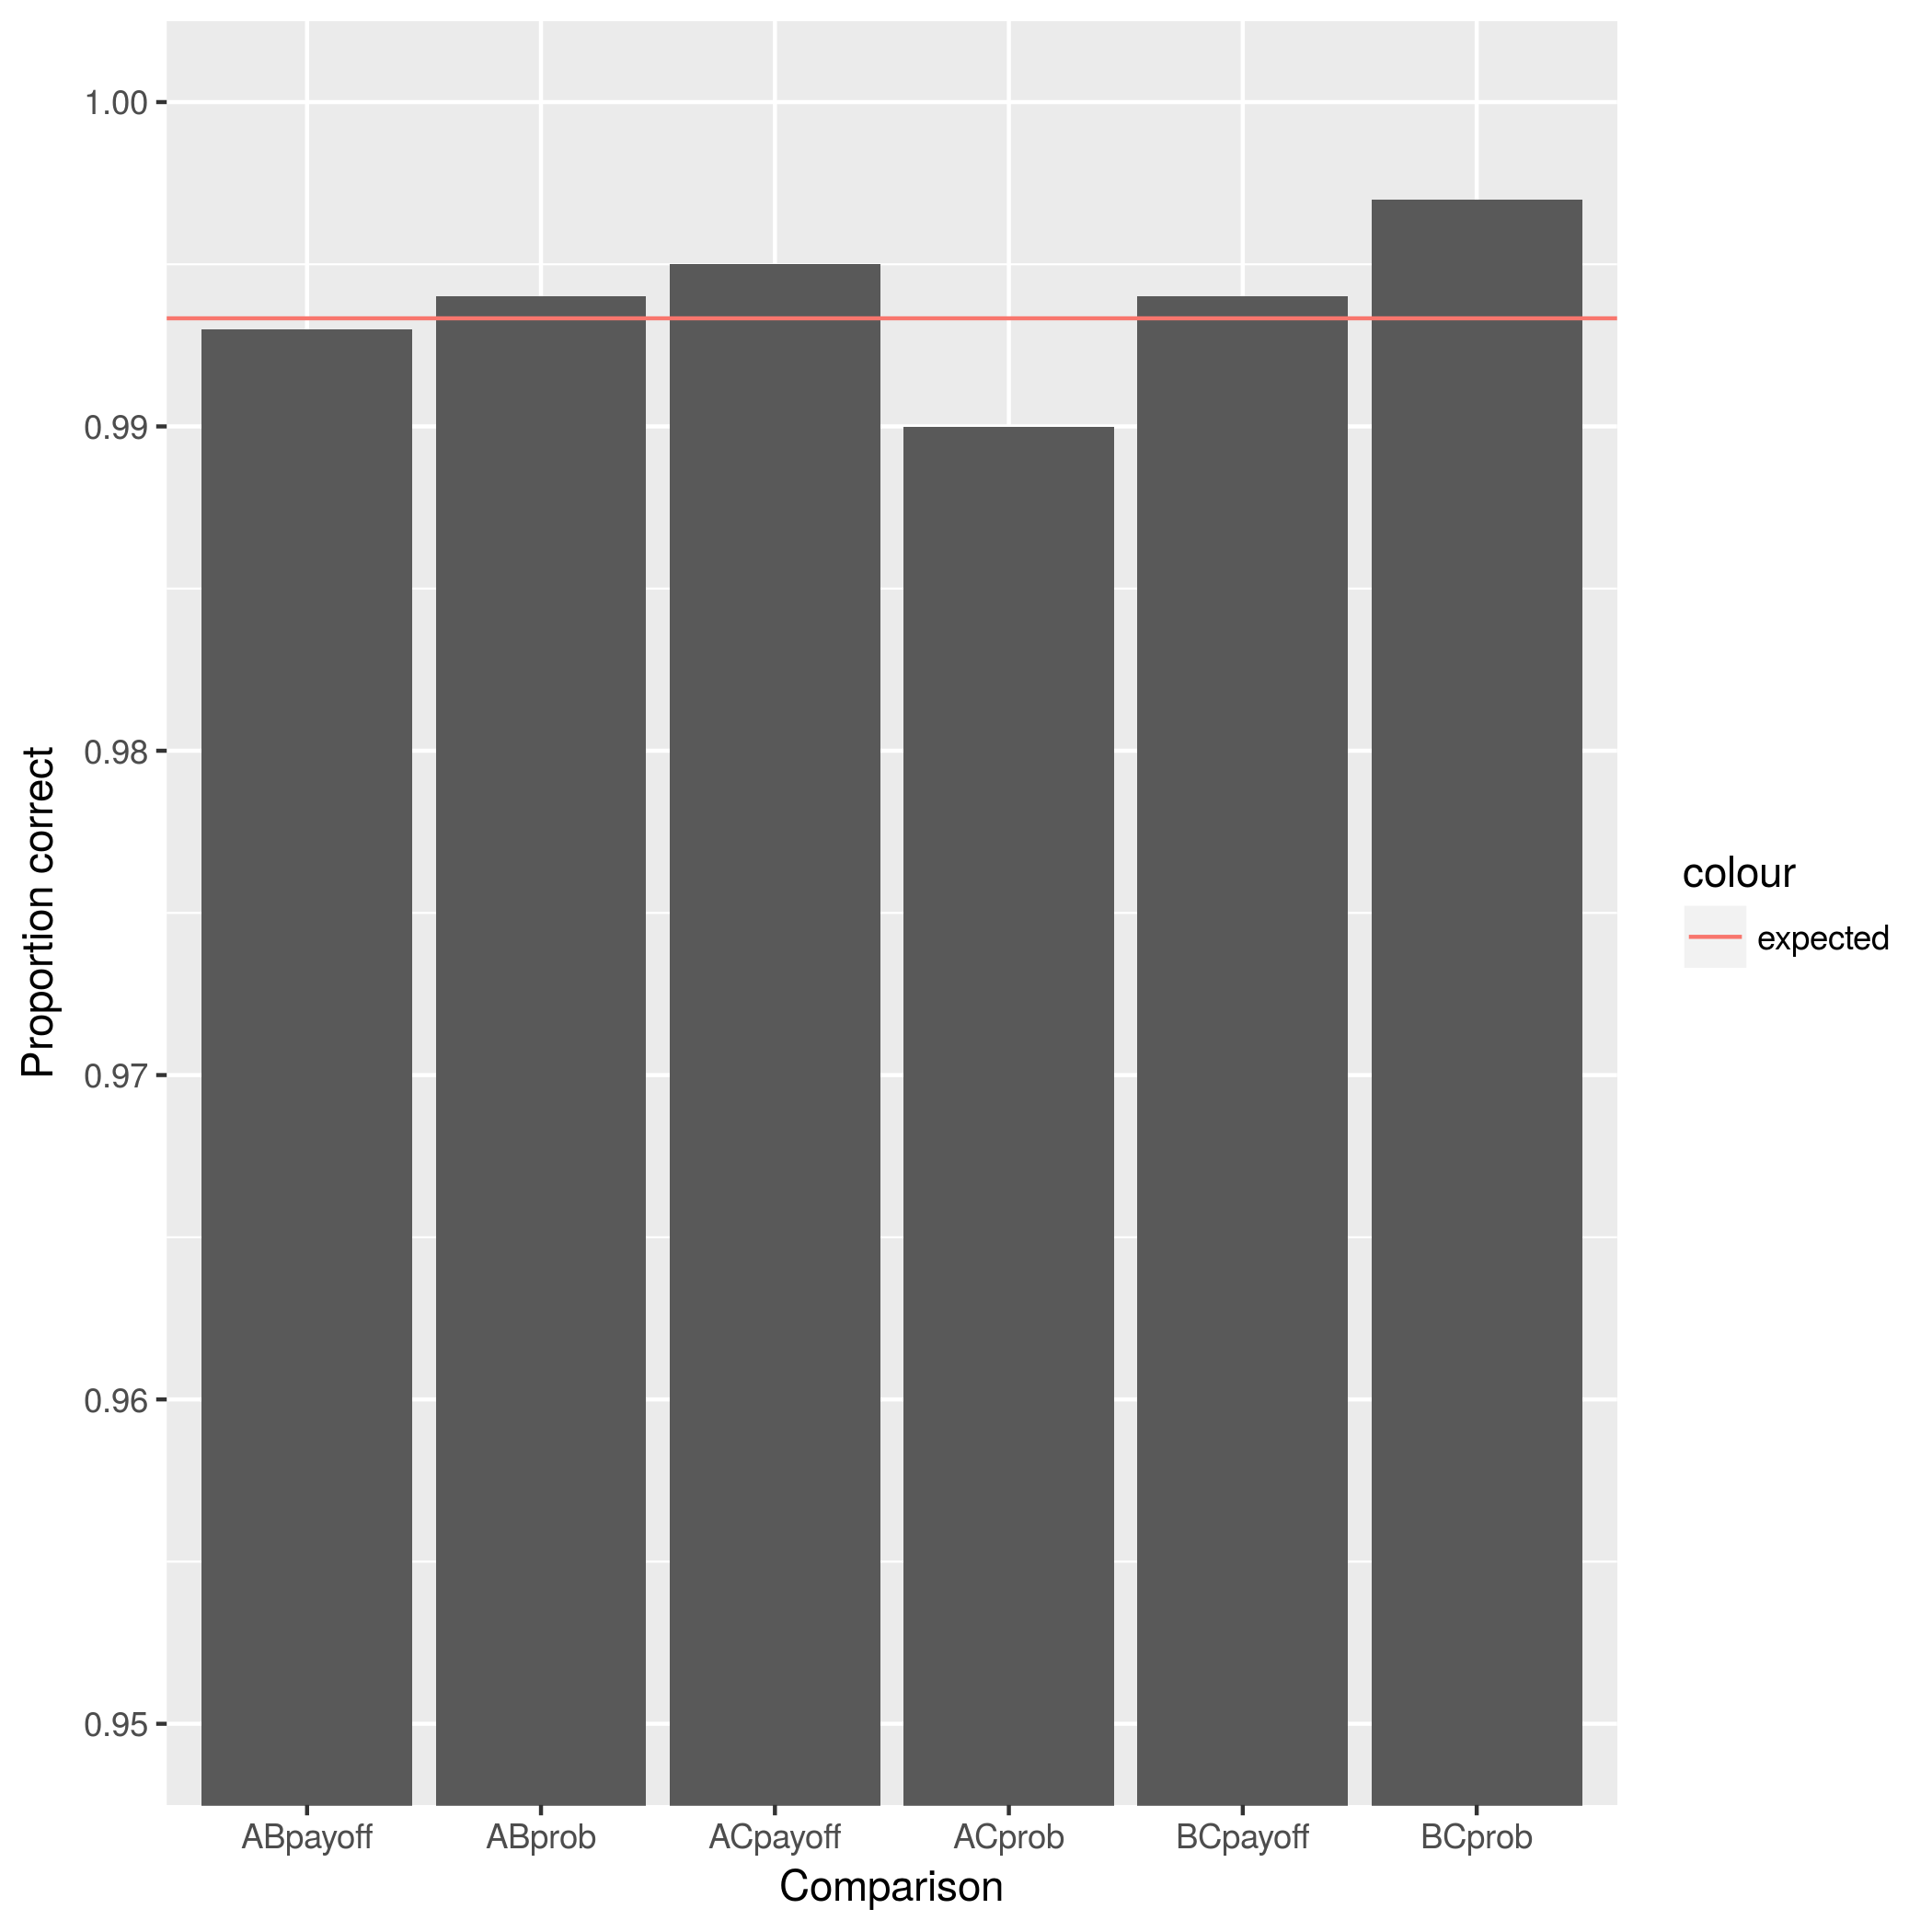 1.00
0.99
0.98
0.97
0.96
0.95
Proportion correct
ABpayoff ABprob ACpayoff ACprob BCpayoff BCprob
Comparison
colour
expected